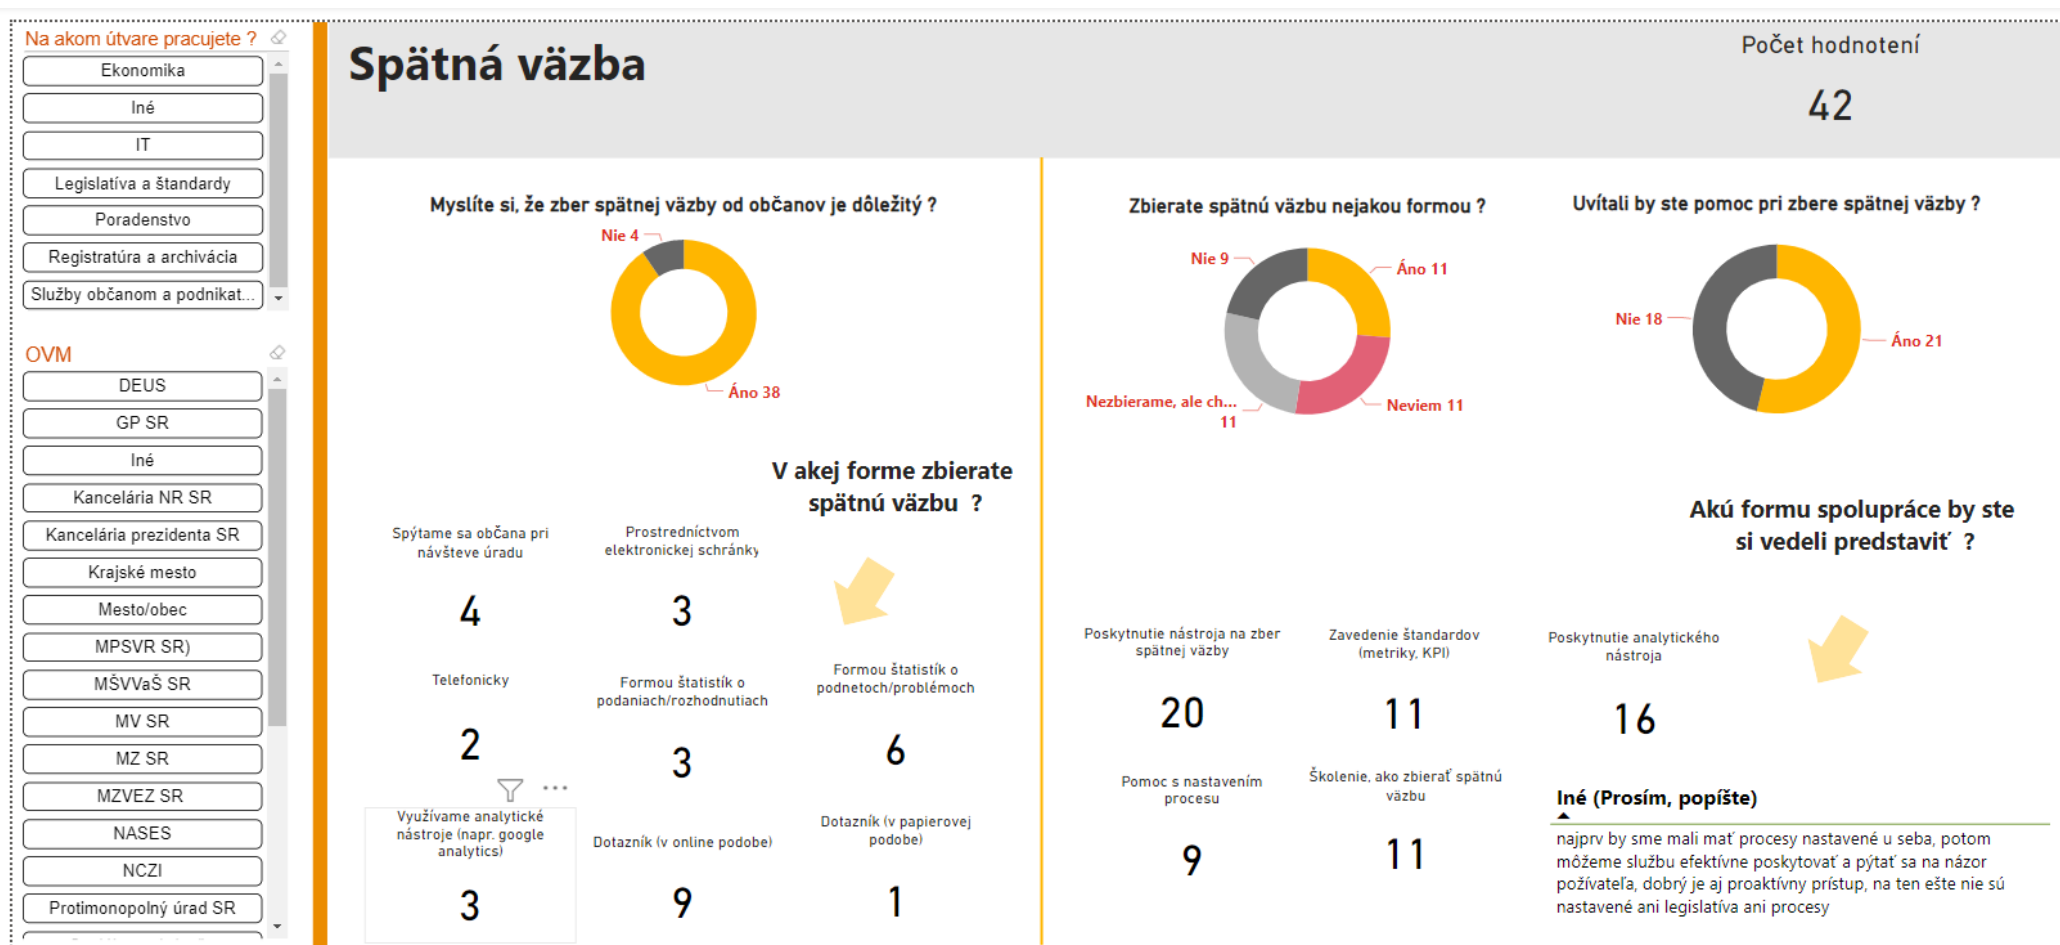 Na akom útvare pracujete ?
Ekonomika
Iné
IT
Legislatíva a štandardy
Poradenstvo
Registratúra a archivácia
Služby občanom a podnikat...
OVM
DEUS
GP SR
Iné
Kancelária NR SR
Kancelária prezidenta SR
Krajské mesto
Mesto/obec
MPSVR SR)
MŠVVaŠ SR
MV SR
MZ SR
MZVEZ SR
NASES
NCZI
Protimonopolný úrad SR
Spätná väzba
Počet hodnotení
42
Myslíte si, že zber spätnej väzby od občanov je dôležitý ?
Nie 4
Áno 38
V akej forme zbierate
spätnú väzbu  ?
Spýtame sa občana pri
návšteve úradu
4
Prostredníctvom
elektronickej schránky
3
Telefonicky
2
Formou štatistík o
podaniach/rozhodnutiach
3
Formou štatistík o
podnetoch/problémoch
6
Využívame analytické
nástroje (napr. google
analytics)
3
Dotazník (v online podobe)
9
Dotazník (v papierovej
podobe)
1
Zbierate spätnú väzbu nejakou formou ?
Nie 9
Áno 11
Nezbierame, ale ch...
11
Neviem 11
Uvítali by ste pomoc pri zbere spätnej väzby ?
Nie 18
Áno 21
Akú formu spolupráce by ste
si vedeli predstaviť  ?
Poskytnutie nástroja na zber
spätnej väzby
20
Zavedenie štandardov
(metriky, KPI)
11
Poskytnutie analytického
nástroja
16
Pomoc s nastavením
procesu
9
Školenie, ako zbierať spätnú
väzbu
11
Iné (Prosím, popíšte)
najprv by sme mali mať procesy nastavené u seba, potom
môžeme službu efektívne poskytovať a pýtať sa na názor
požívateľa, dobrý je aj proaktívny prístup, na ten ešte nie sú
nastavené ani legislatíva ani procesy